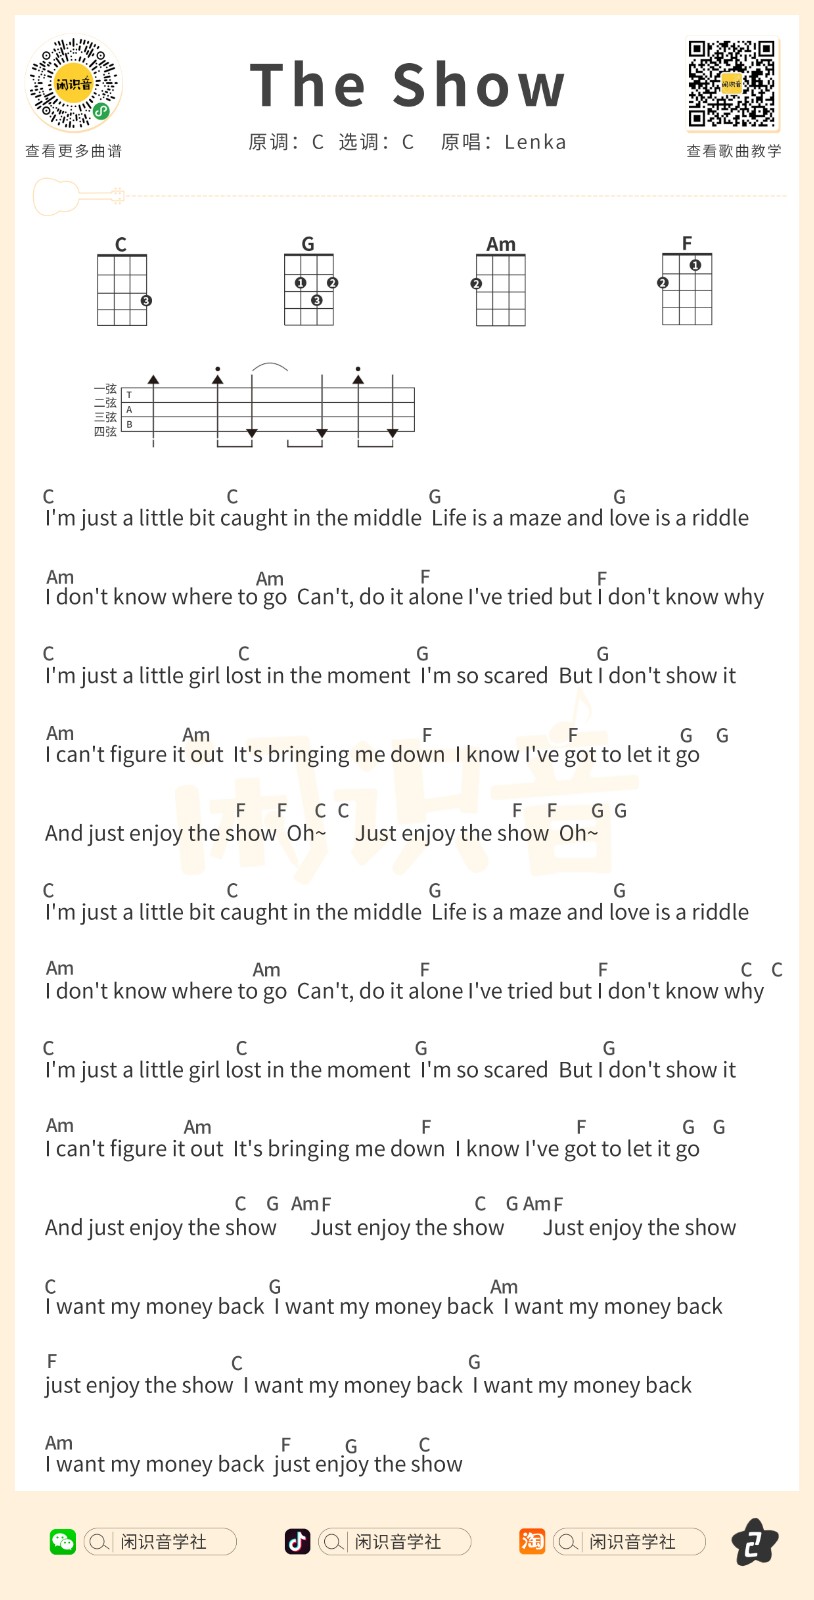 闲识音
查看更多曲谱
The Show
原调：C 选调：C 原唱：Lenka
闲识音
查看歌曲教学
C G Am F
3 1 2 3 2 1 2
一弦
二弦
三弦
四弦
T
A
B
C C G G
I'm just a little bit caught in the middle Life is a maze and love is a riddle
Am Am F F
I don't know where to go Can't, do it alone I've tried but I don't know why
C C G G
I'm just a little girl lost in the moment I'm so scared But I don't show it
Am Am F F G G
I can't figure it out It's bringing me down I know I've got to let it go
F F C C F F G G
And just enjoy the show Oh~ Just enjoy the show Oh~
闲识音
C C G G
I'm just a little bit caught in the middle Life is a maze and love is a riddle
Am Am F F C C
I don't know where to go Can't, do it alone I've tried but I don't know why
C C G G
I'm just a little girl lost in the moment I'm so scared But I don't show it
Am Am F F G G
I can't figure it out It's bringing me down I know I've got to let it go
C G Am F C G Am F
And just enjoy the show Just enjoy the show Just enjoy the show
C G Am
I want my money back I want my money back I want my money back
F C G
just enjoy the show I want my money back I want my money back
Am F G C
I want my money back just enjoy the show
闲识音学社 闲识音学社 淘 闲识音学社 2